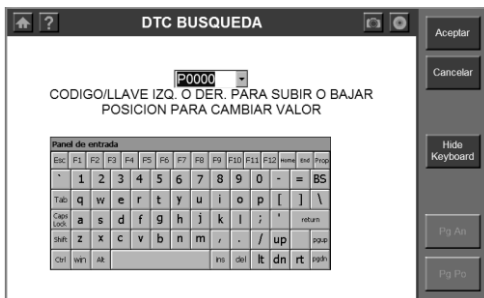 ? DTC BUSQUEDA
Aceptar
Cancelar
P0000
CODIGO/LLAVE IZQ. O DER. PARA SUBIR O BAJAR
POSICION PARA CAMBIAR VALOR
Hide
Keyboard
Panel de entrada
Esc F1 F2 F3 F4 F5 F6 F7 F8 F9 F10 F11 F12 Home End Prop
` 1 2 3 4 5 6 7 8 9 0 - = BS
Tab q w e r t y u i o p [ ] \
Caps Lock a s d f g h j k l ; ' return
Shift z x c v b n m , . / up pgup
Ctrl win Alt ins del lt dn rt pgdn
Pg An
Pg Po